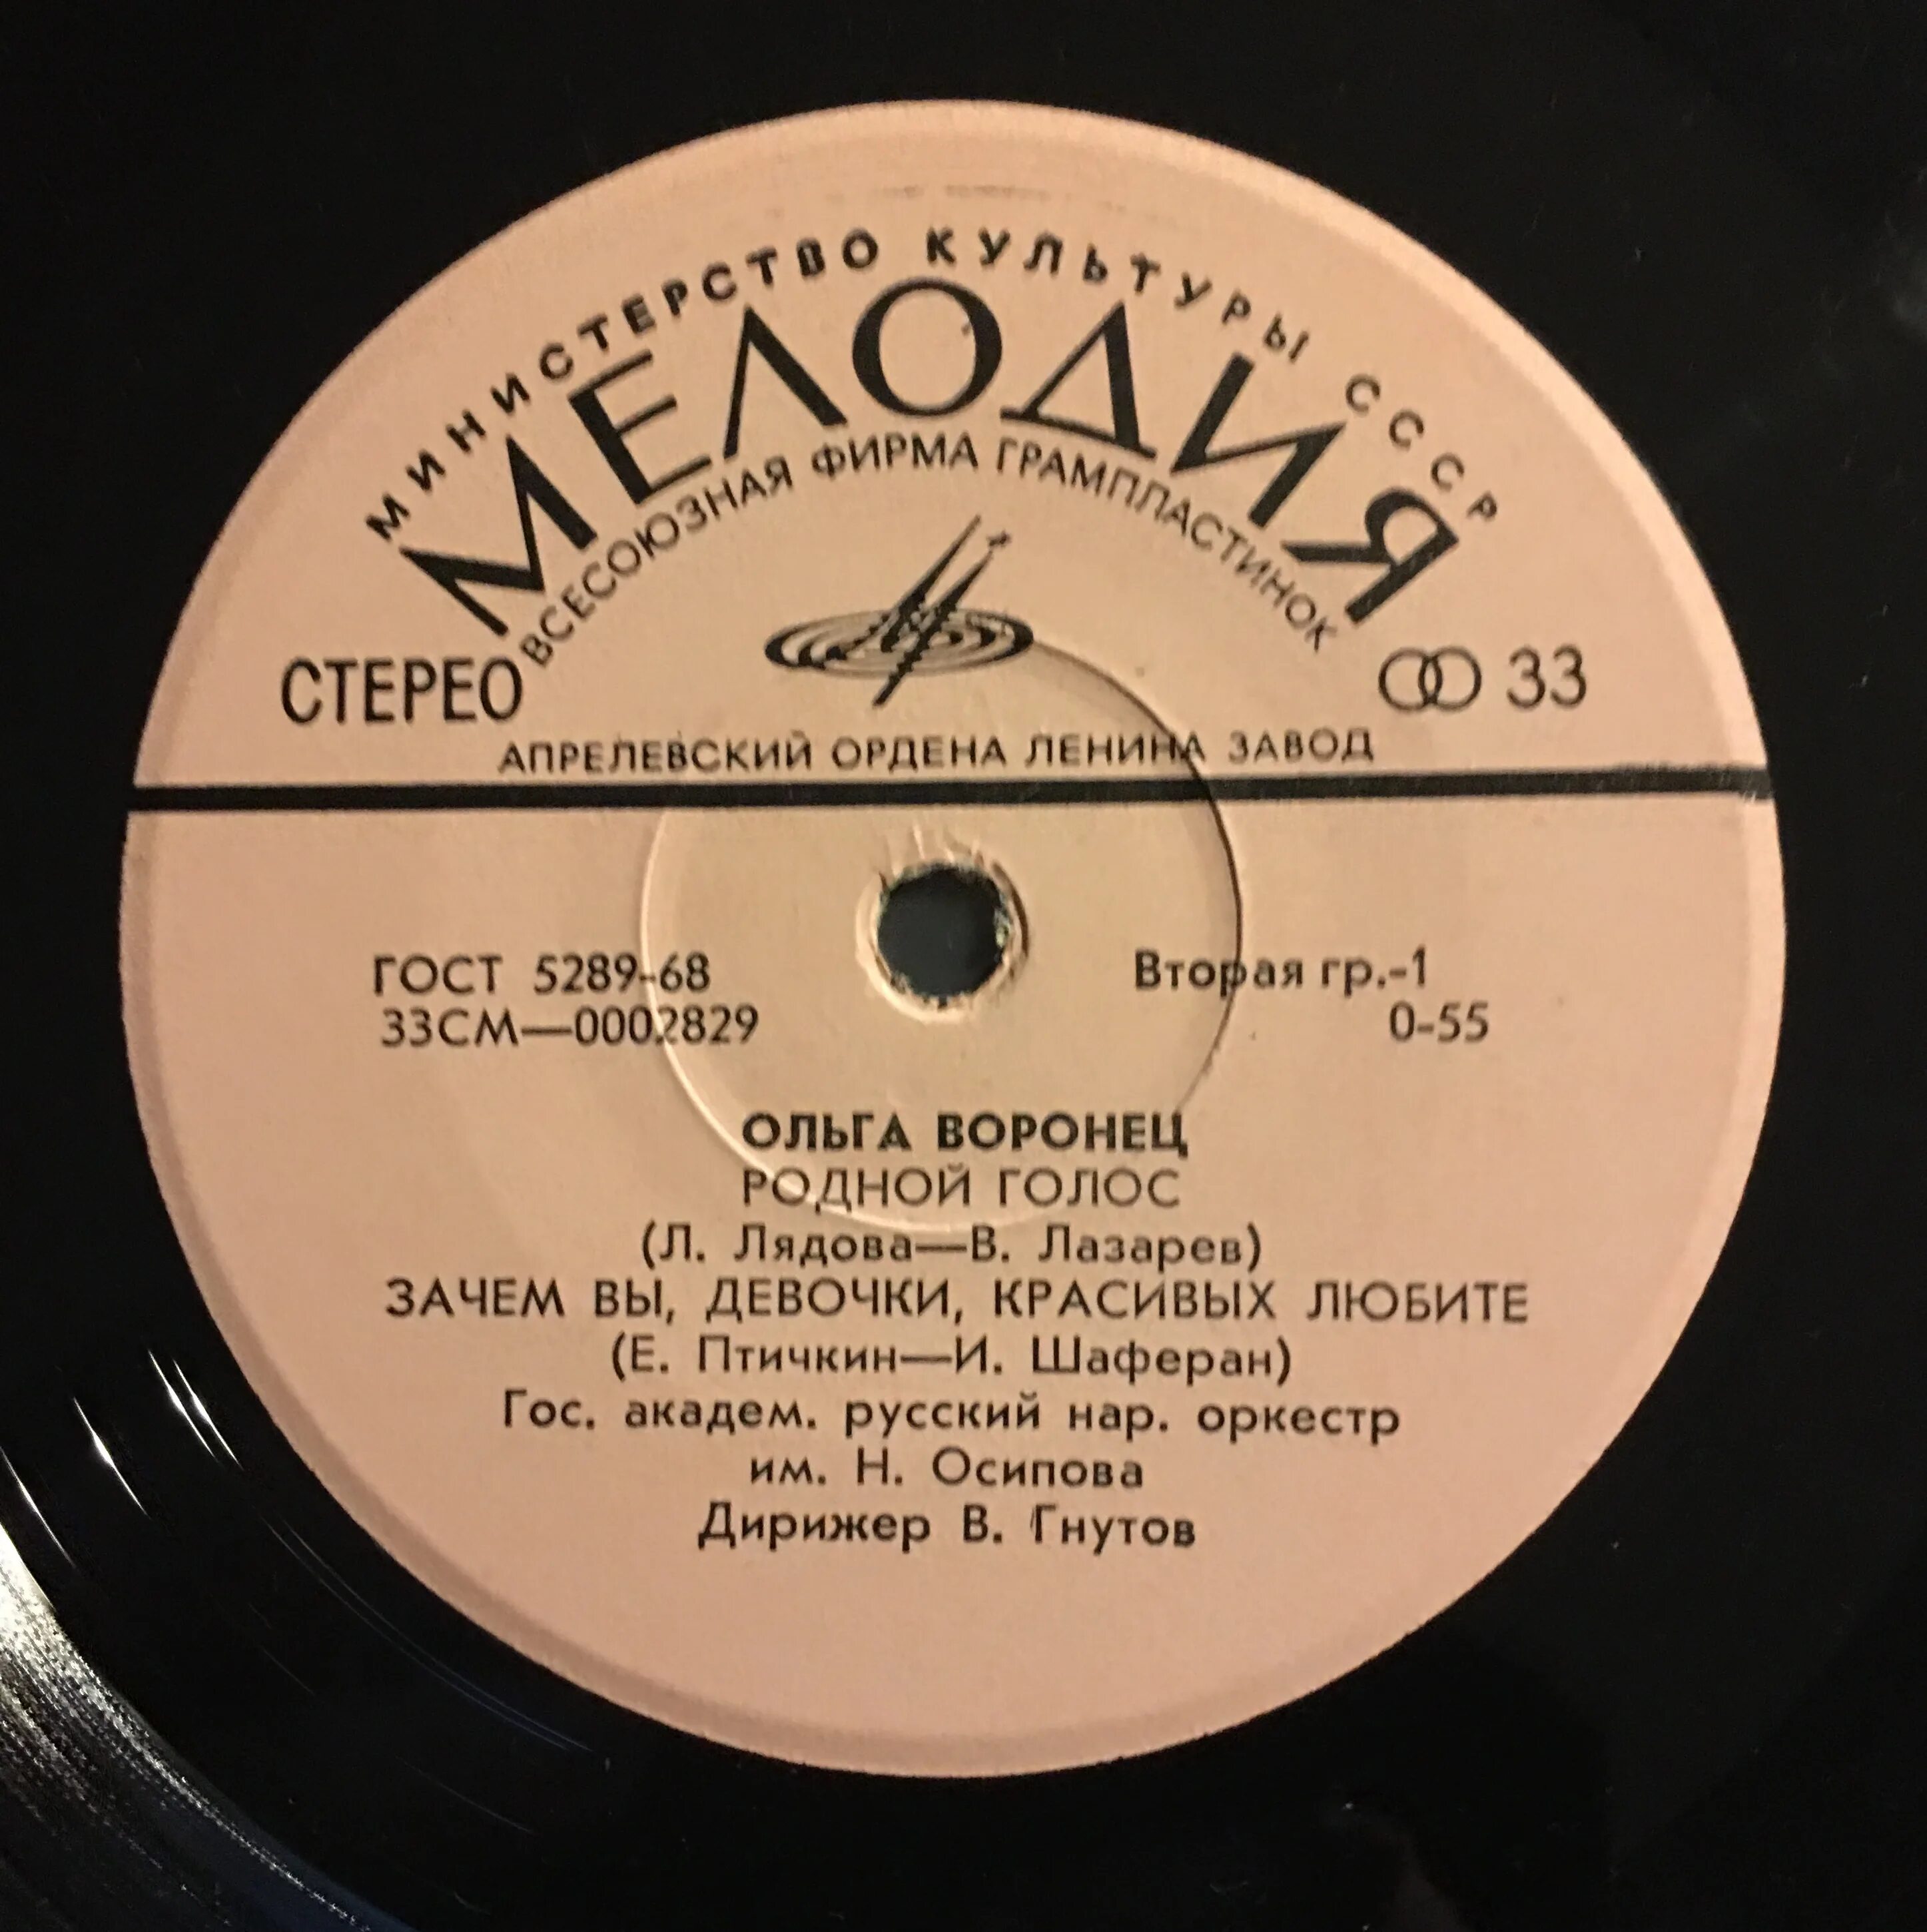 МИНИСТЕРСТВО КУЛЬТУРЫ СССР
МЕЛОДИЯ
ВСЕСОЮЗНАЯ ФИРМА ГРАМПЛАСТИНОК
СТЕРЕО 33
АПРЕЛЕВСКИЙ ОРДЕНА ЛЕНИНА ЗАВОД
ГОСТ 5289-68 Вторая гр.-1
33СМ—0002829 0-55
ОЛЬГА ВОРОНЕЦ
РОДНОЙ ГОЛОС
(Л. Лядова—В. Лазарев)
ЗАЧЕМ ВЫ, ДЕВОЧКИ, КРАСИВЫХ ЛЮБИТЕ
(Е. Птичкин—И. Шаферан)
Гос. академ. русский нар. оркестр
им. Н. Осипова
Дирижер В. Гнутов